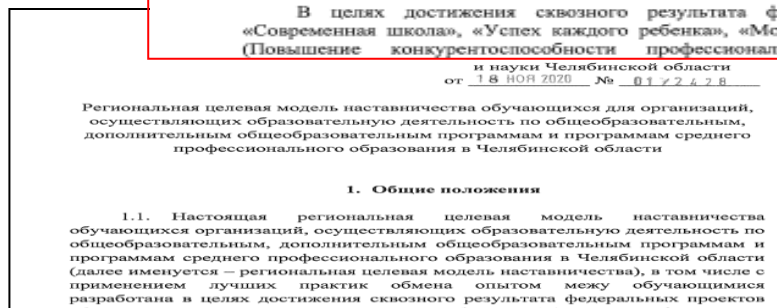 В целях достижения сквозного результата ф
«Современная школа», «Успех каждого ребенка», «Мо
(Повышение конкурентоспособности профессионал
и науки Челябинской области
от 18 НОЯ 2020 № 01/2428
Региональная целевая модель наставничества обучающихся для организаций,
осуществляющих образовательную деятельность по общеобразовательным,
дополнительным общеобразовательным программам и программам среднего
профессионального образования в Челябинской области
1. Общие положения
1.1. Настоящая региональная целевая модель наставничества
обучающихся организаций, осуществляющих образовательную деятельность по
общеобразовательным, дополнительным общеобразовательным программам и
программам среднего профессионального образования в Челябинской области
(далее именуется – региональная целевая модель наставничества), в том числе с
применением лучших практик обмена опытом межу обучающимися
разработана в целях достижения сквозного результата федеральных проектов